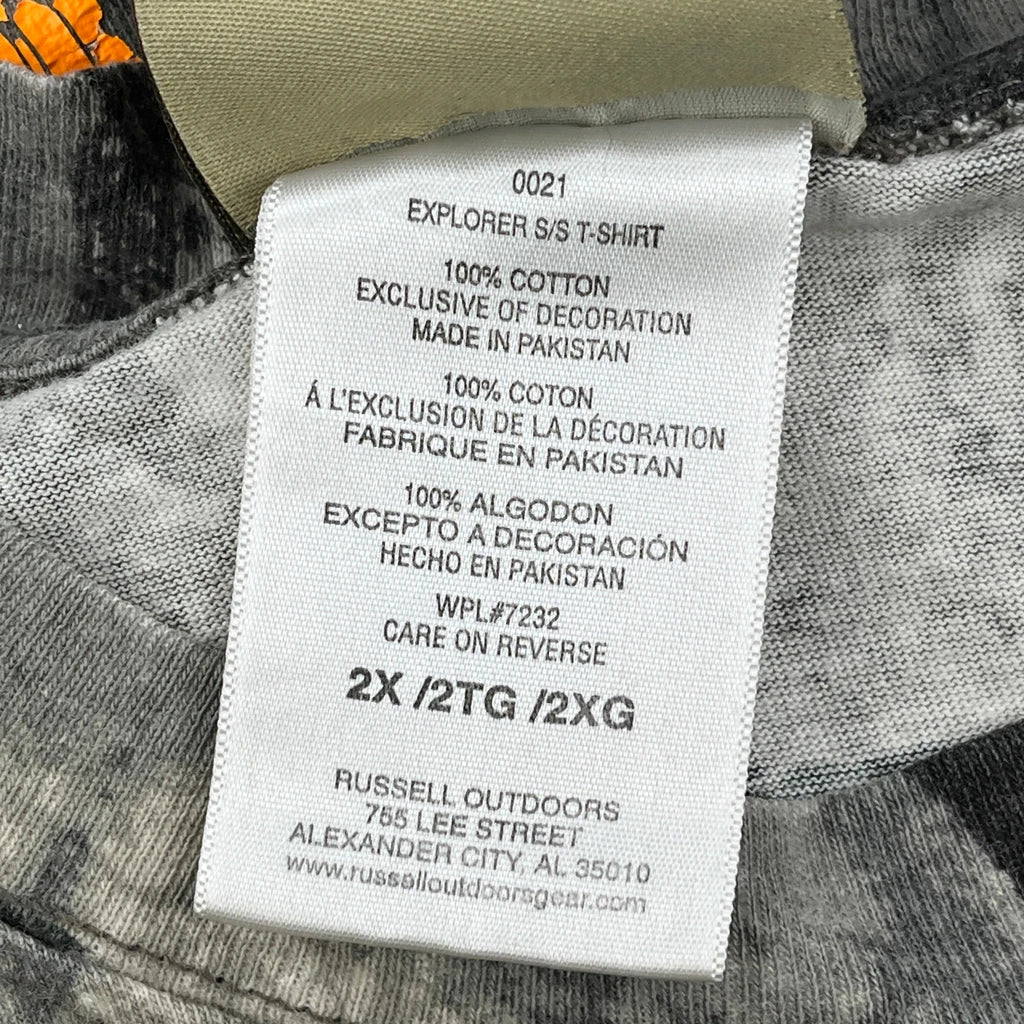 0021
EXPLORER S/S T-SHIRT
100% COTTON
EXCLUSIVE OF DECORATION
MADE IN PAKISTAN
100% COTON
Á L'EXCLUSION DE LA DÉCORATION
FABRIQUE EN PAKISTAN
100% ALGODON
EXCEPTO A DECORACIÓN
HECHO EN PAKISTAN
WPL#7232
CARE ON REVERSE
2X /2TG /2XG
RUSSELL OUTDOORS
755 LEE STREET
ALEXANDER CITY, AL 35010
www.russelloutdoorsgear.com